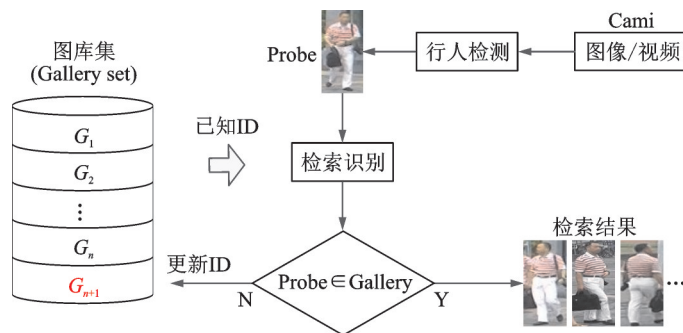 图库集
(Gallery set)
G1
G2
⋮
Gn
Gn+1
已知ID
更新ID
Probe
行人检测
Cami
图像/视频
检索识别
Probe∈Gallery
N
Y
检索结果
…